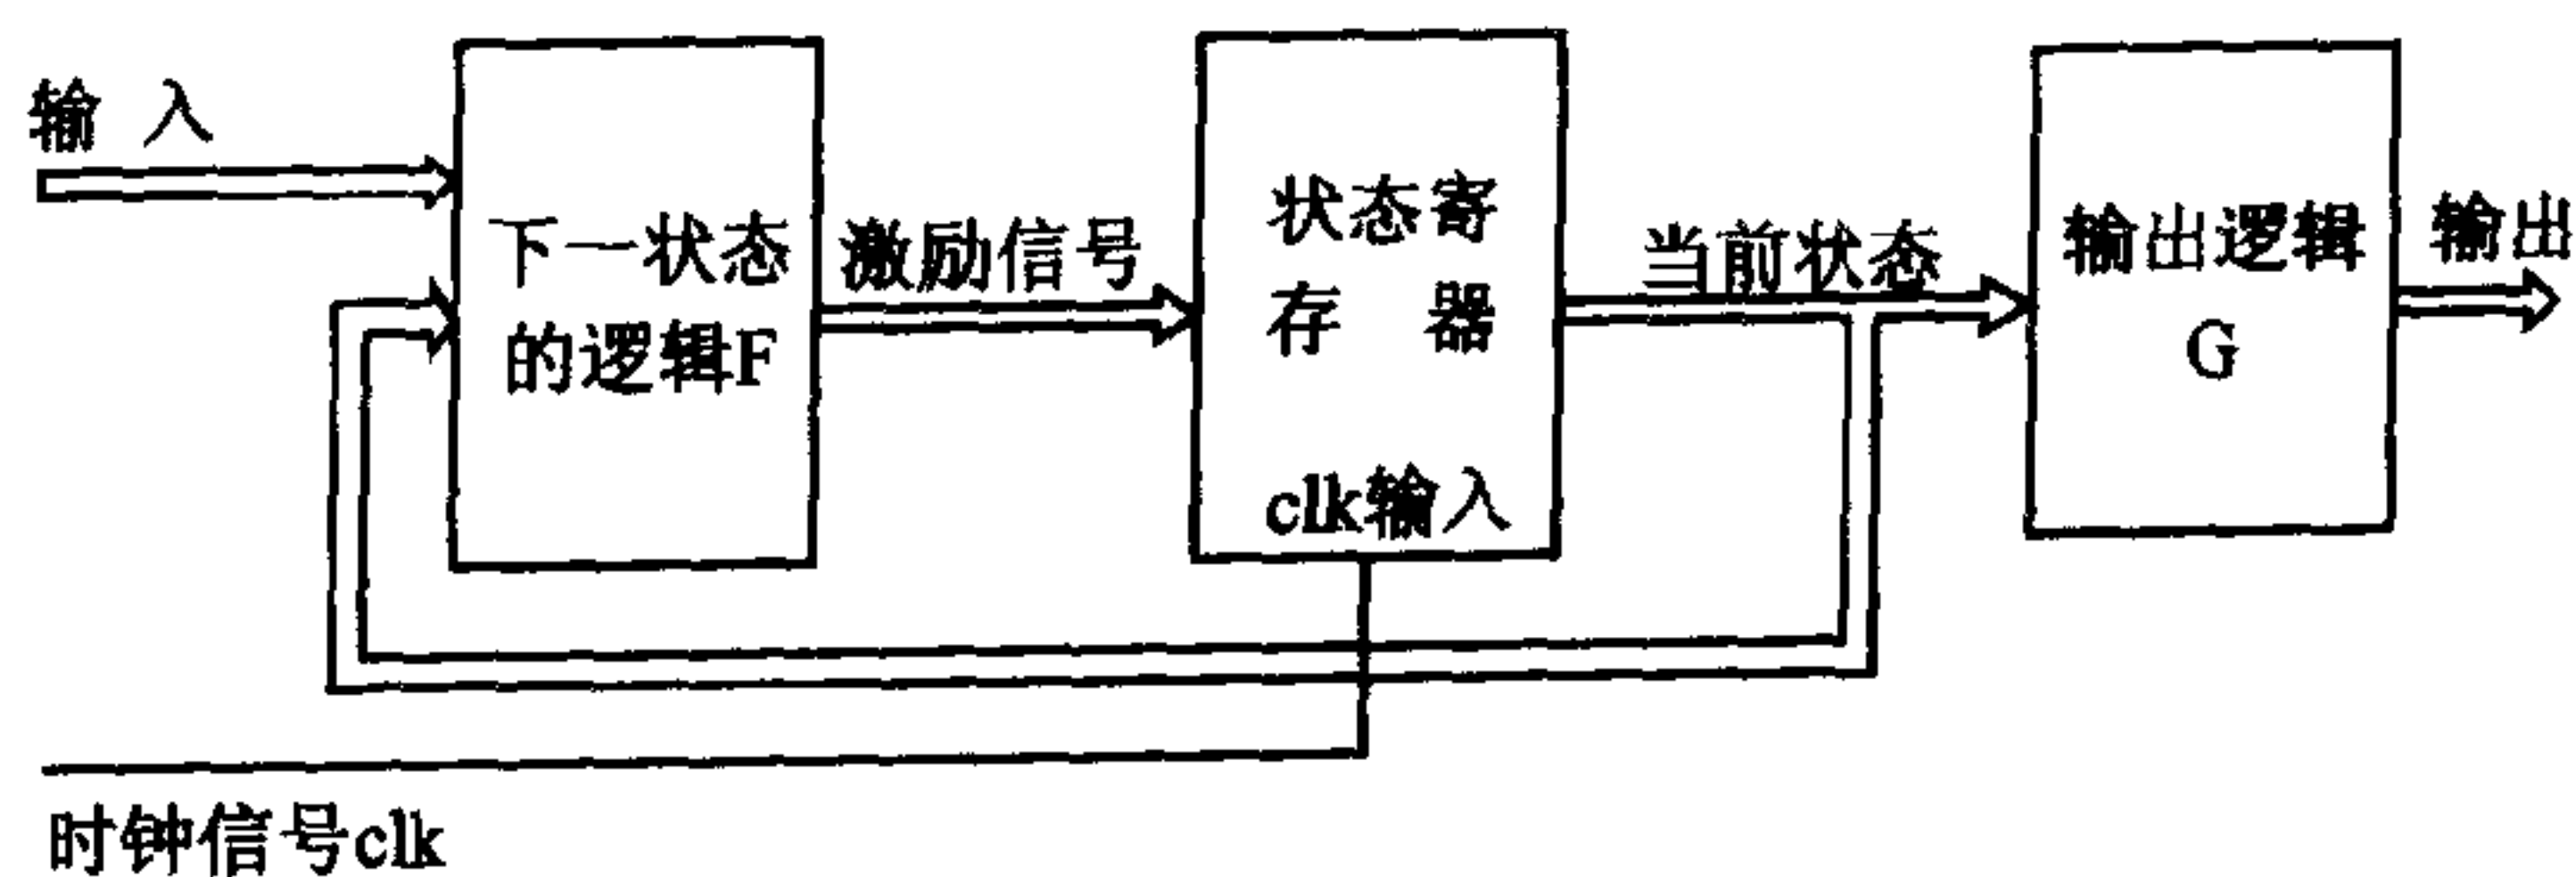 输 入
下一状态
的逻辑F
激励信号
状态寄
存 器
clk输入
当前状态
输出逻辑
G
输出
时钟信号clk